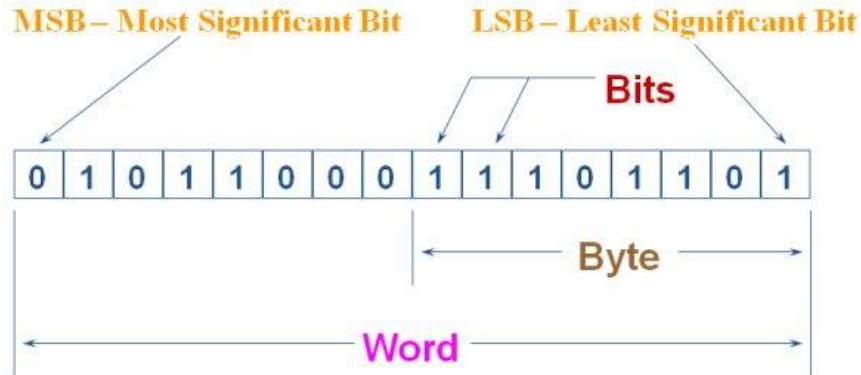 MSB – Most Significant Bit LSB – Least Significant Bit
Bits
0 1 0 1 1 0 0 0 1 1 1 0 1 1 0 1
Byte
Word